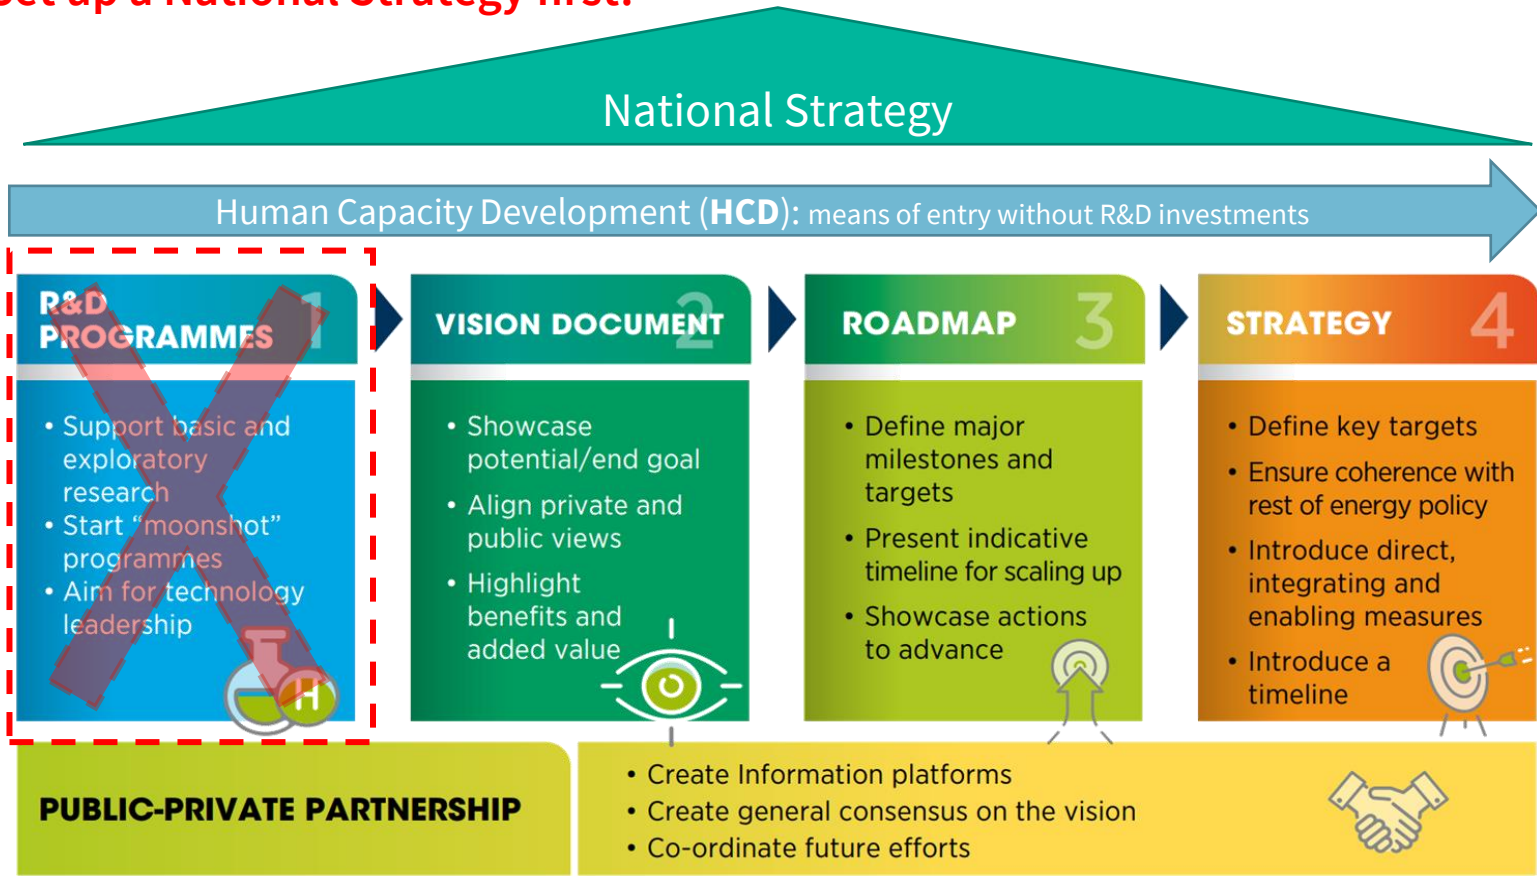 set up a National Strategy first.
National Strategy
Human Capacity Development (HCD): means of entry without R&D investments
R&D
PROGRAMMES
1
• Support basic and
exploratory
research
• Start “moonshot”
programmes
• Aim for technology
leadership
H
VISION DOCUMENT
2
• Showcase
potential/end goal
• Align private and
public views
• Highlight
benefits and
added value
ROADMAP
3
• Define major
milestones and
targets
• Present indicative
timeline for scaling up
• Showcase actions
to advance
STRATEGY
4
• Define key targets
• Ensure coherence with
rest of energy policy
• Introduce direct,
integrating and
enabling measures
• Introduce a
timeline
PUBLIC-PRIVATE PARTNERSHIP
• Create Information platforms
• Create general consensus on the vision
• Co-ordinate future efforts